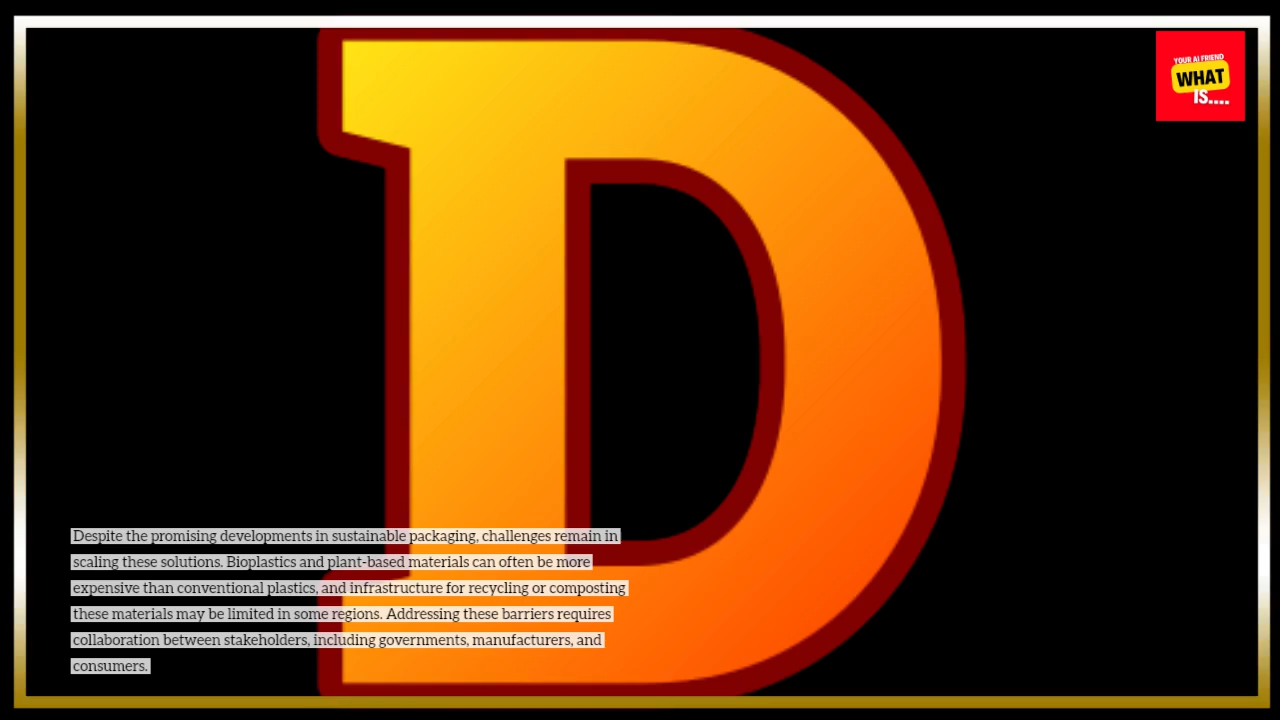 YOUR AI FRIEND
WHAT
IS....
D
Despite the promising developments in sustainable packaging, challenges remain in
scaling these solutions. Bioplastics and plant-based materials can often be more
expensive than conventional plastics, and infrastructure for recycling or composting
these materials may be limited in some regions. Addressing these barriers requires
collaboration between stakeholders, including governments, manufacturers, and
consumers.